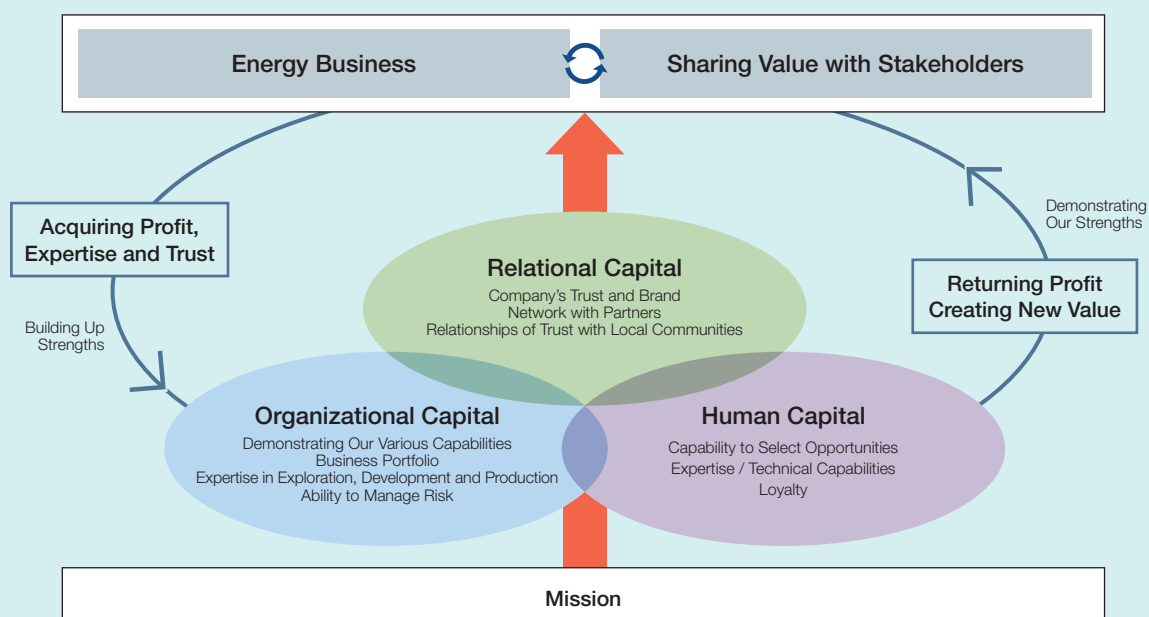 Energy Business
Sharing Value with Stakeholders
Acquiring Profit,
Expertise and Trust
Building Up
Strengths
Demonstrating
Our Strengths
Returning Profit
Creating New Value
Relational Capital
Company's Trust and Brand
Network with Partners
Relationships of Trust with Local Communities
Organizational Capital
Demonstrating Our Various Capabilities
Business Portfolio
Expertise in Exploration, Development and Production
Ability to Manage Risk
Human Capital
Capability to Select Opportunities
Expertise / Technical Capabilities
Loyalty
Mission